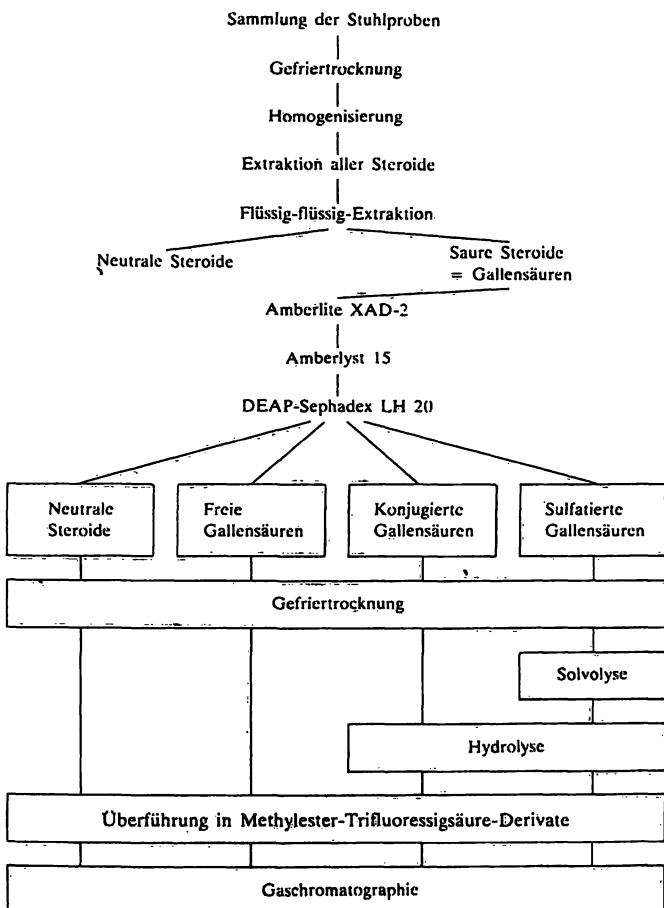 Sammlung der Stuhlproben
Gefriertrocknung
Homogenisierung
Extraktion aller Steroide
Flüssig-flüssig-Extraktion
Neutrale Steroide
Saure Steroide
= Gallensäuren
Amberlite XAD-2
Amberlyst 15
DEAP-Sephadex LH 20
Neutrale
Steroide
Freie
Gallensäuren
Konjugierte
Gallensäuren
Sulfatierte
Gallensäuren
Gefriertrocknung
Solvolyse
Hydrolyse
Überführung in Methylester-Trifluoressigsäure-Derivate
Gaschromatographie